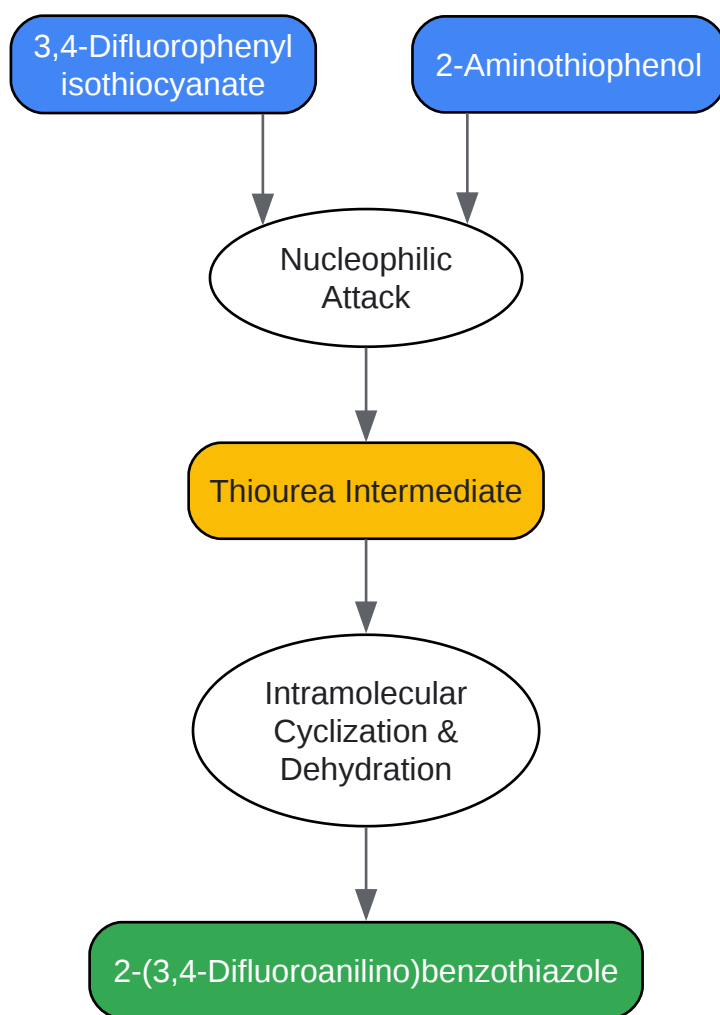 3,4-Difluorophenyl
isothiocyanate
2-Aminothiophenol
Nucleophilic
Attack
Thiourea Intermediate
Intramolecular
Cyclization &
Dehydration
2-(3,4-Difluoroanilino)benzothiazole